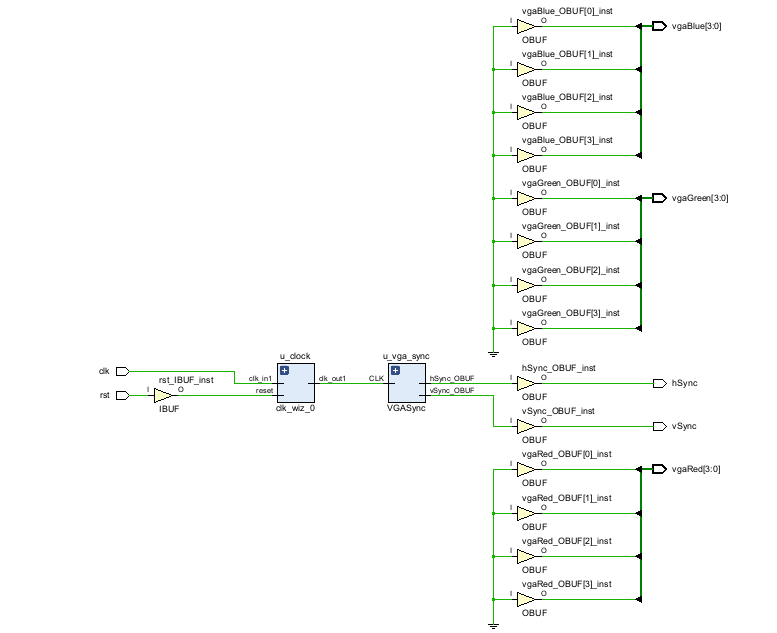 vgaBlue_OBUF[0]_inst
I O
vgaBlue[3:0]
OBUF
vgaBlue_OBUF[1]_inst
I O
OBUF
vgaBlue_OBUF[2]_inst
I O
OBUF
vgaBlue_OBUF[3]_inst
I O
OBUF
vgaGreen_OBUF[0]_inst
I O
vgaGreen[3:0]
OBUF
vgaGreen_OBUF[1]_inst
I O
OBUF
vgaGreen_OBUF[2]_inst
I O
OBUF
vgaGreen_OBUF[3]_inst
I O
OBUF
u_clock
u_vga_sync
hSync_OBUF_inst
clk
rst_IBUF_inst
clk_in1
clk_out1
CLK
hSync_OBUF
I O
hSync
rst
I O
reset
vSync_OBUF
OBUF
IBUF
clk_wiz_0
VGASync
vSync_OBUF_inst
I O
vSync
OBUF
vgaRed_OBUF[0]_inst
I O
vgaRed[3:0]
OBUF
vgaRed_OBUF[1]_inst
I O
OBUF
vgaRed_OBUF[2]_inst
I O
OBUF
vgaRed_OBUF[3]_inst
I O
OBUF